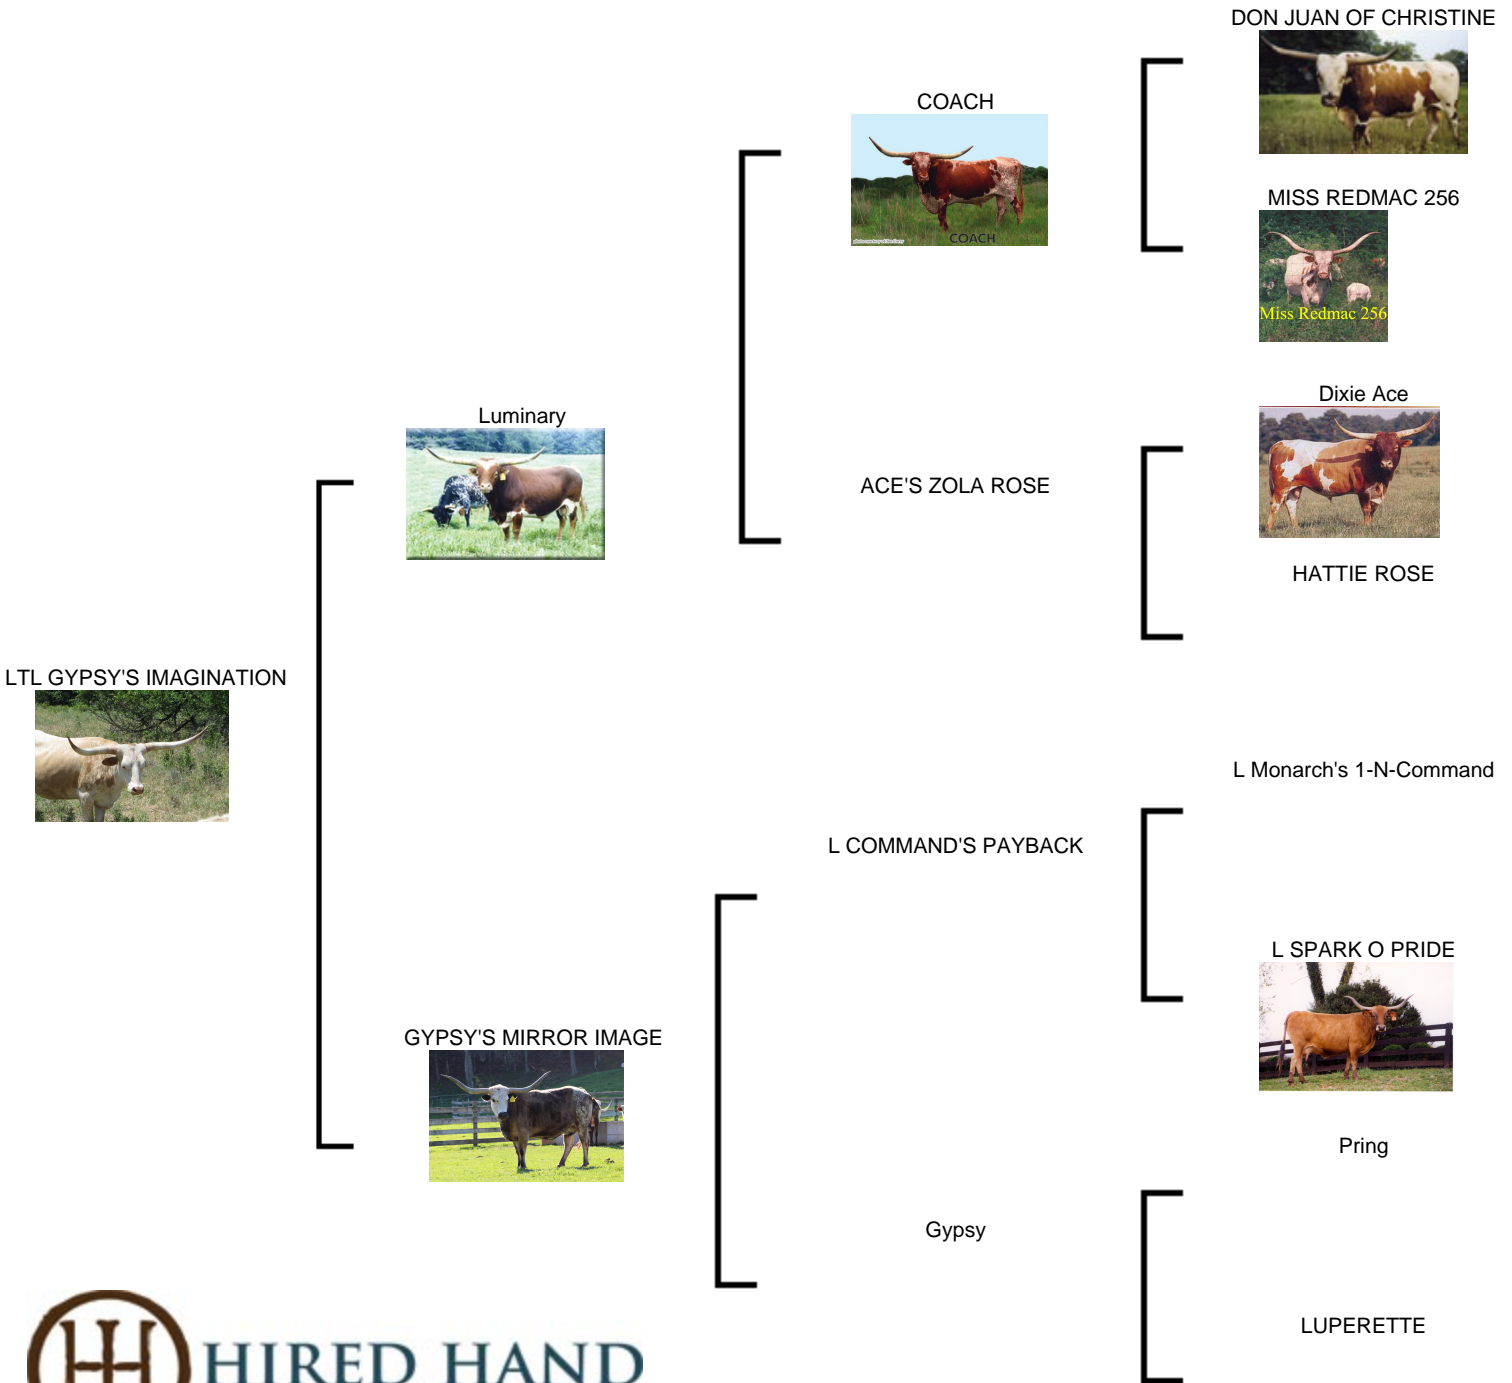 DON JUAN OF CHRISTINE
COACH
COACH
MISS REDMAC 256
Miss Redmac 256
Dixie Ace
Luminary
ACE'S ZOLA ROSE
HATTIE ROSE
LTL GYPSY'S IMAGINATION
L Monarch's 1-N-Command
L COMMAND'S PAYBACK
L SPARK O PRIDE
GYPSY'S MIRROR IMAGE
Pring
Gypsy
LUPERETTE
HIRED HAND